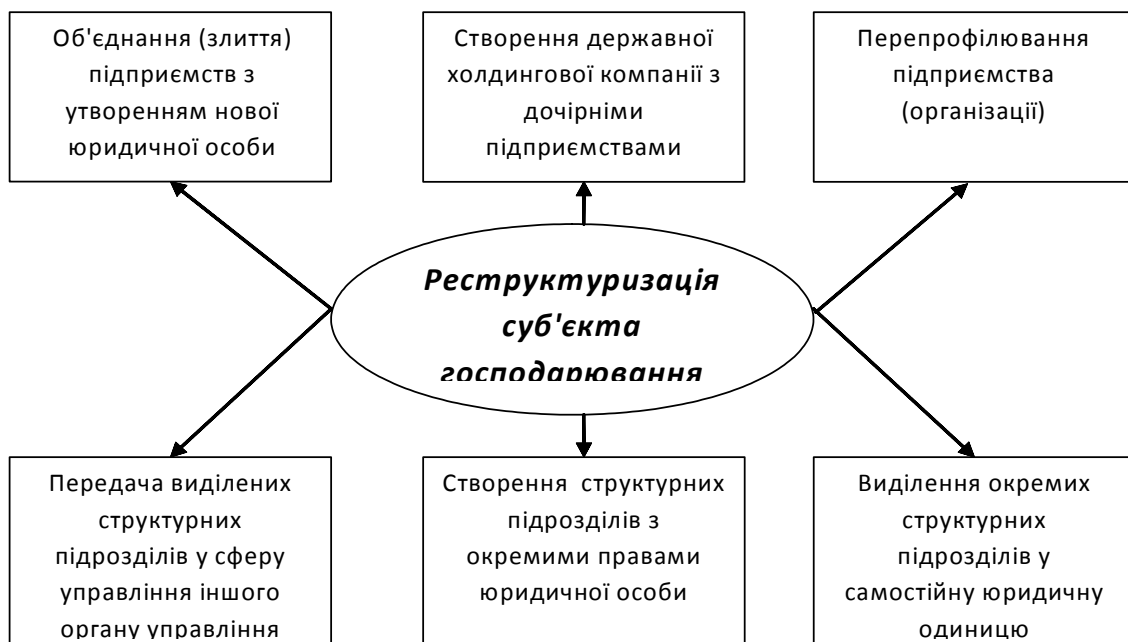 Об'єднання (злиття)
підприємств з
утворенням нової
юридичної особи
Створення державної
холдингової компанії з
дочірніми
підприємствами
Перепрофілювання
підприємства
(організації)
Реструктуризація
суб'єкта
господарювання
Передача виділених
структурних
підрозділів у сферу
управління іншого
органу управління
Створення структурних
підрозділів з
окремими правами
юридичної особи
Виділення окремих
структурних
підрозділів у
самостійну юридичну
одиницю